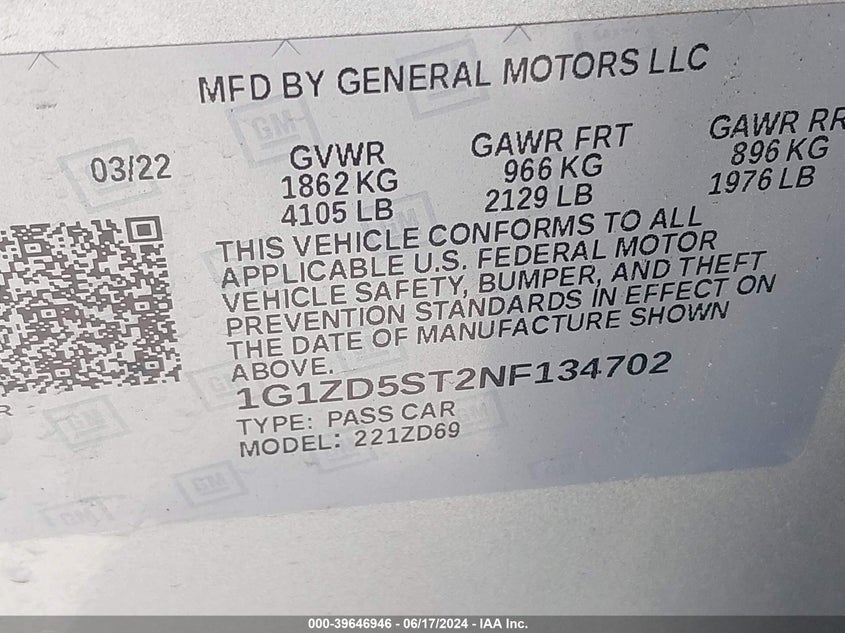 MFD BY GENERAL MOTORS LLC
03/22
GVWR
1862 KG
4105 LB
GAWR FRT
966 KG
2129 LB
GAWR RR
896 KG
1976 LB
THIS VEHICLE CONFORMS TO ALL
APPLICABLE U.S. FEDERAL MOTOR
VEHICLE SAFETY, BUMPER, AND THEFT
PREVENTION STANDARDS IN EFFECT ON
THE DATE OF MANUFACTURE SHOWN
ABOVE.
1G1ZD5ST2NF134702
TYPE: PASS CAR
MODEL: 221ZD69
GM
GM
000-39646946 - 06/17/2024 - IAA Inc.